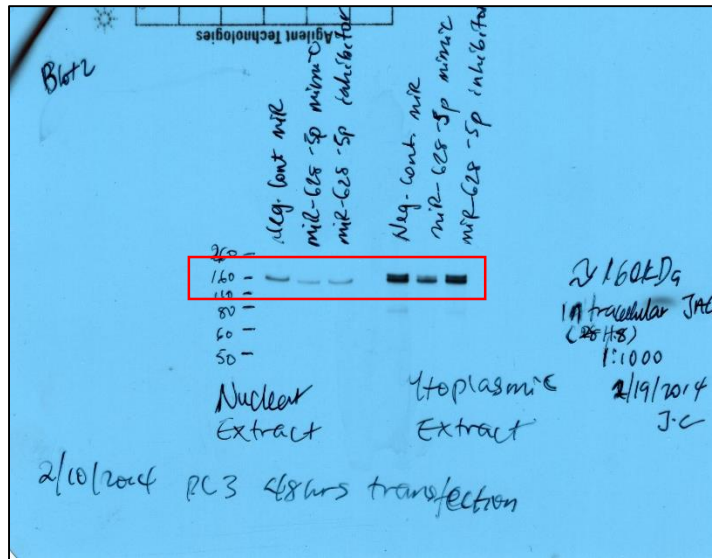 Agilent Technologies
Blot2
Neg. Cont miR
miR-628-5p mimic
miR-628-5p inhibitor
Neg. Cont miR
miR-628-5p mimic
miR-628-5p inhibitor
260 -
160 -
110 -
80 -
60 -
50 -
~160kDa
Intracellular JAG
(28H8)
1:1000
2/19/2014
J.C
Nuclear
Extract
ytoplasmic
Extract
2/10/2014 PC3 48hrs transfection